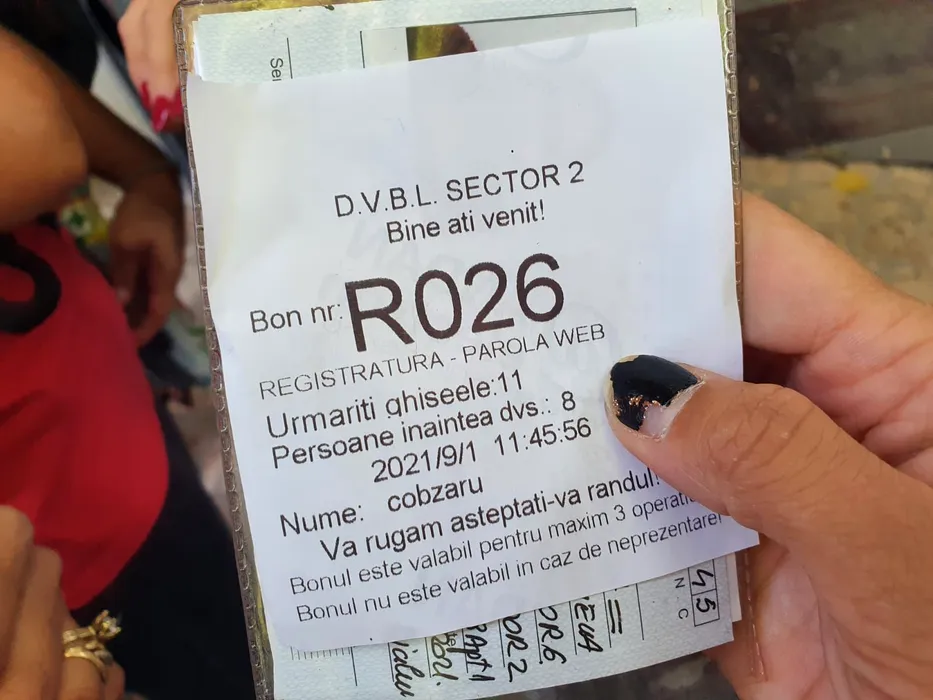 D.V.B.L. SECTOR 2
Bine ati venit!
Bon nr: R026
REGISTRATURA - PAROLA WEB
Urmariti ghiseele:11
Persoane inaintea dvs.: 8
2021/9/1 11:45:56
Nume: cobzaru
Va rugam asteptati-va randul!
Bonul este valabil pentru maxim 3 operatii
Bonul nu este valabil in caz de neprezentare!
45
N C